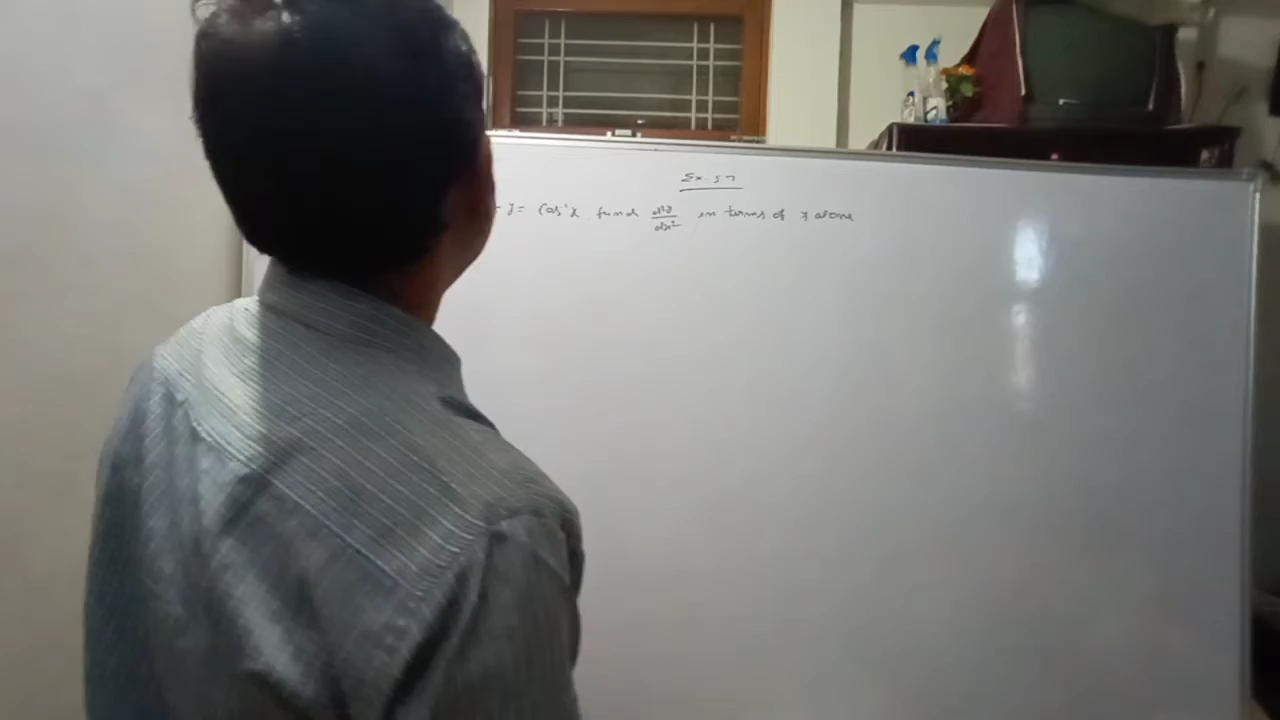 Ex. 5.7
y = cos⁻¹x find d²y/dx² in terms of y alone